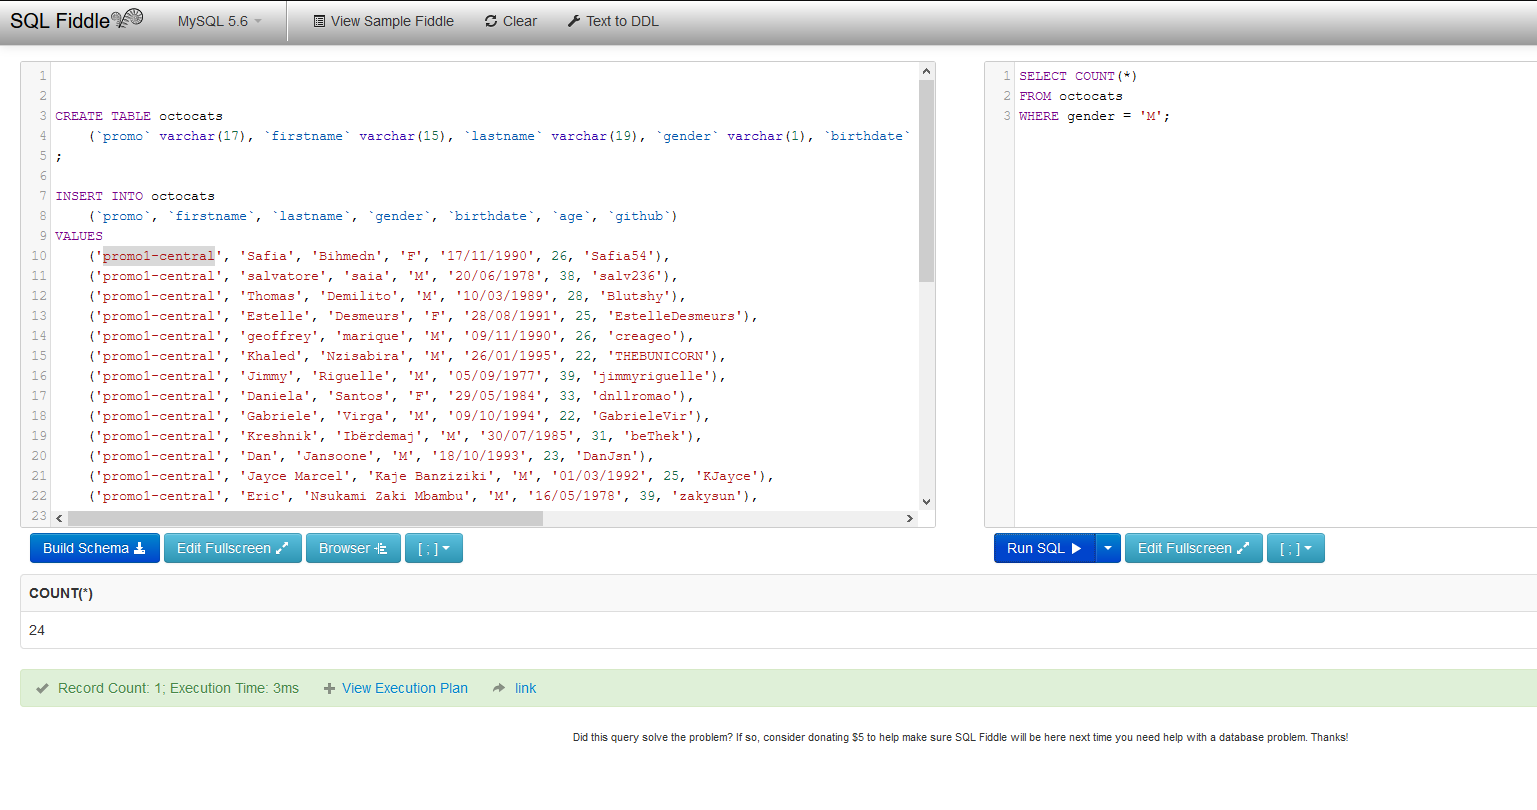 SQL Fiddle MySQL 5.6 View Sample Fiddle Clear Text to DDL
1
2
3 CREATE TABLE octocats
4 (`promo` varchar(17), `firstname` varchar(15), `lastname` varchar(19), `gender` varchar(1), `birthdate`
5 ;
6
7 INSERT INTO octocats
8 (`promo`, `firstname`, `lastname`, `gender`, `birthdate`, `age`, `github`)
9 VALUES
10 ('promo1-central', 'Safia', 'Bihmedn', 'F', '17/11/1990', 26, 'Safia54'),
11 ('promo1-central', 'salvatore', 'saia', 'M', '20/06/1978', 38, 'salv236'),
12 ('promo1-central', 'Thomas', 'Demilito', 'M', '10/03/1989', 28, 'Blutshy'),
13 ('promo1-central', 'Estelle', 'Desmeurs', 'F', '28/08/1991', 25, 'EstelleDesmeurs'),
14 ('promo1-central', 'geoffrey', 'marique', 'M', '09/11/1990', 26, 'creageo'),
15 ('promo1-central', 'Khaled', 'Nzisabira', 'M', '26/01/1995', 22, 'THEBUNICORN'),
16 ('promo1-central', 'Jimmy', 'Riguelle', 'M', '05/09/1977', 39, 'jimmyriguelle'),
17 ('promo1-central', 'Daniela', 'Santos', 'F', '29/05/1984', 33, 'dnllromao'),
18 ('promo1-central', 'Gabriele', 'Virga', 'M', '09/10/1994', 22, 'GabrieleVir'),
19 ('promo1-central', 'Kreshnik', 'Ibërdemaj', 'M', '30/07/1985', 31, 'beThek'),
20 ('promo1-central', 'Dan', 'Jansoone', 'M', '18/10/1993', 23, 'DanJsn'),
21 ('promo1-central', 'Jayce Marcel', 'Kaje Banziziki', 'M', '01/03/1992', 25, 'KJayce'),
22 ('promo1-central', 'Eric', 'Nsukami Zaki Mbambu', 'M', '16/05/1978', 39, 'zakysun'),
23
1 SELECT COUNT(*)
2 FROM octocats
3 WHERE gender = 'M';
Build Schema Edit Fullscreen Browser [ ; ]
Run SQL Edit Fullscreen [ ; ]
COUNT(*)
24
Record Count: 1; Execution Time: 3ms View Execution Plan link
Did this query solve the problem? If so, consider donating $5 to help make sure SQL Fiddle will be here next time you need help with a database problem. Thanks!